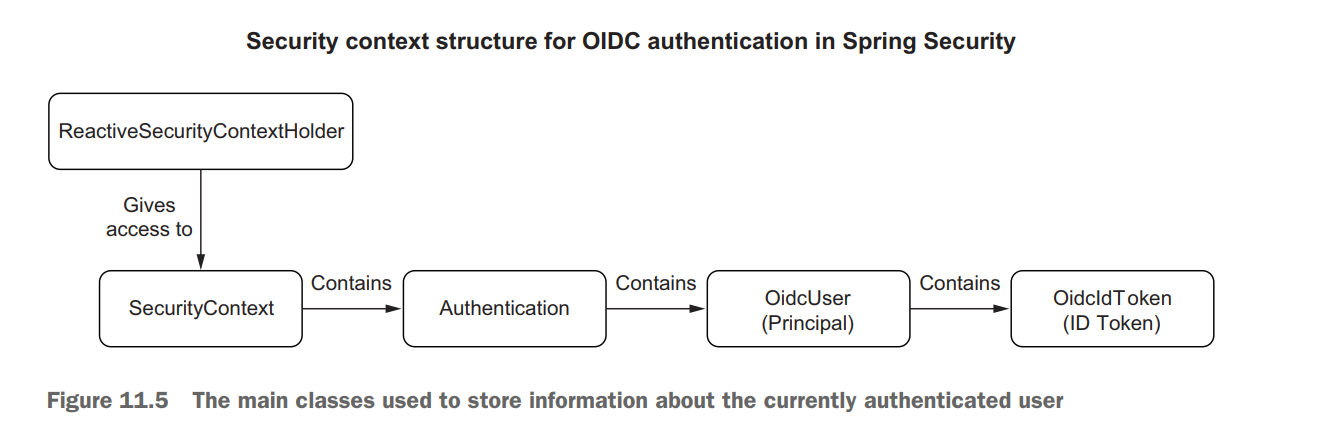 Security context structure for OIDC authentication in Spring Security
ReactiveSecurityContextHolder
Gives
access to
SecurityContext
Contains
Authentication
Contains
OidcUser
(Principal)
Contains
OidcIdToken
(ID Token)
Figure 11.5 The main classes used to store information about the currently authenticated user